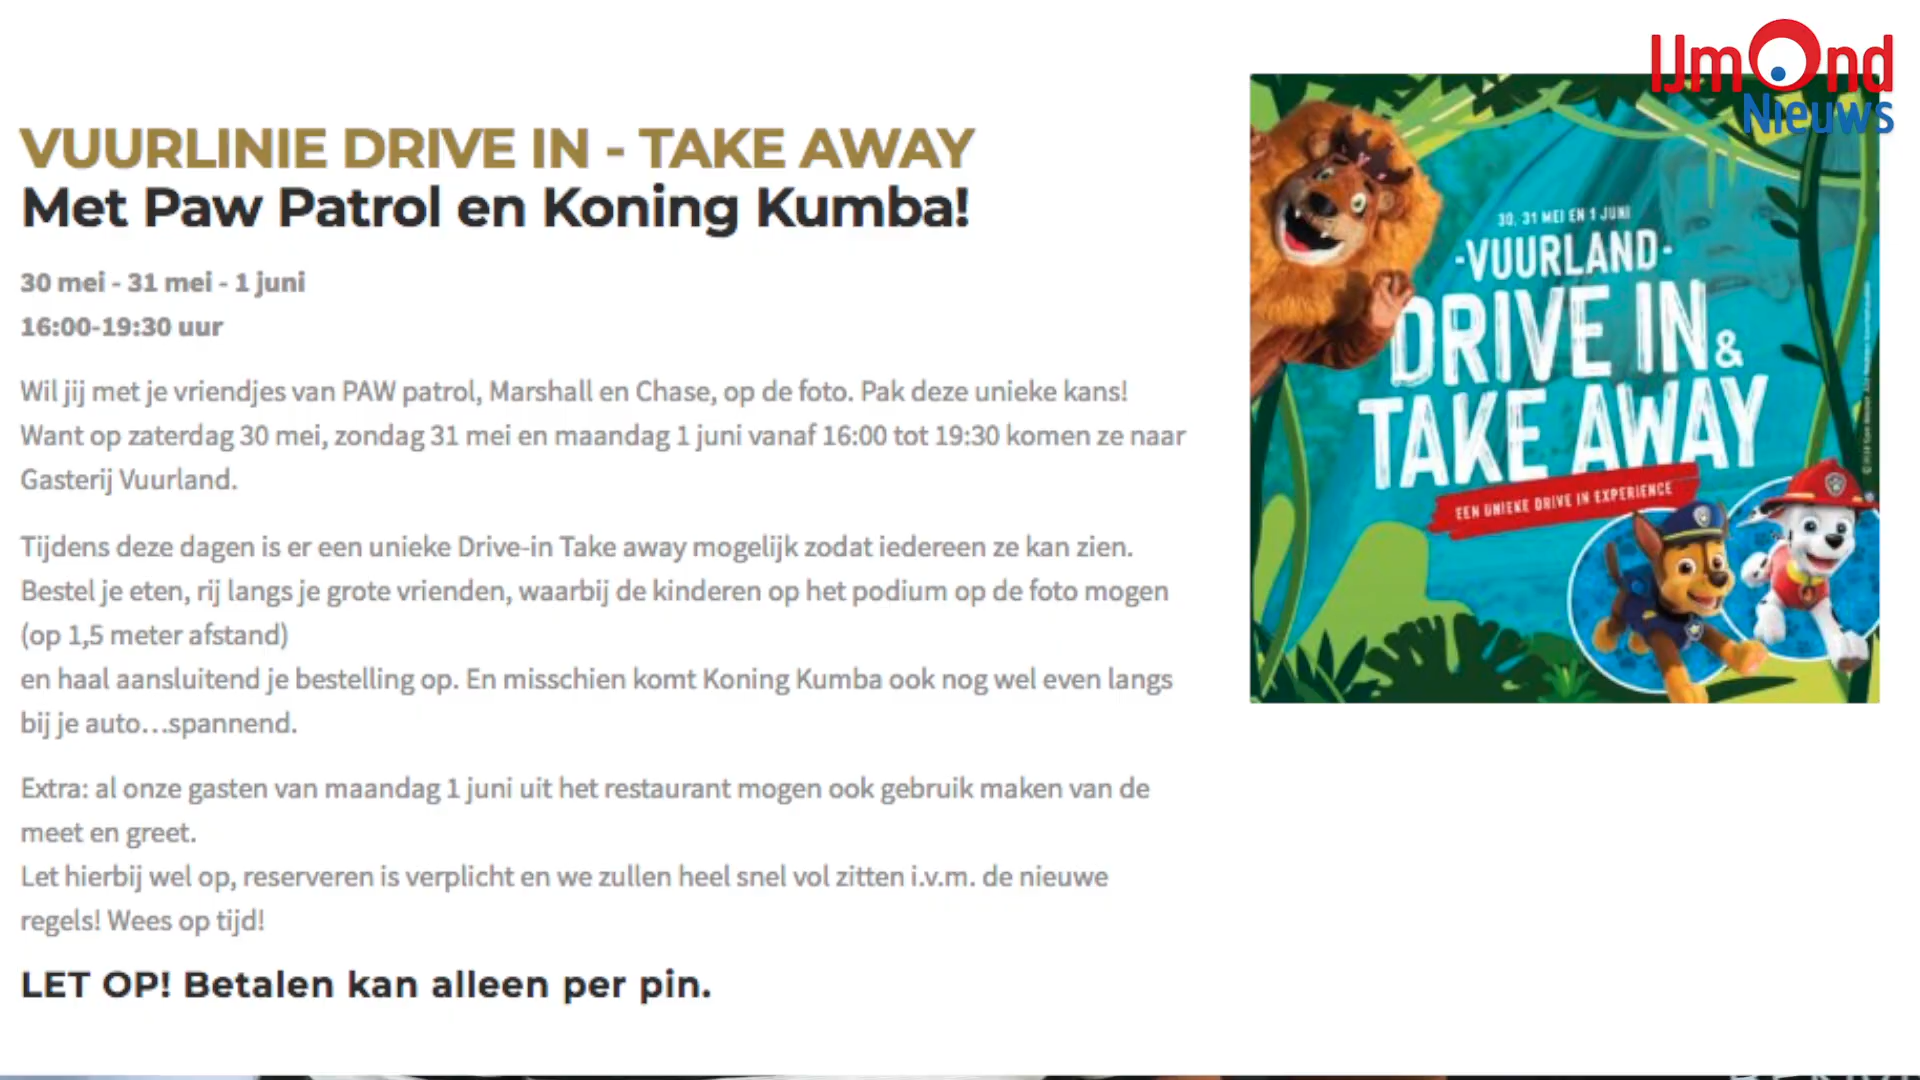 IJmOnd
Nieuws
VUURLINIE DRIVE IN - TAKE AWAY
Met Paw Patrol en Koning Kumba!
30 mei - 31 mei - 1 juni
16:00-19:30 uur
Wil jij met je vriendjes van PAW patrol, Marshall en Chase, op de foto. Pak deze unieke kans!
Want op zaterdag 30 mei, zondag 31 mei en maandag 1 juni vanaf 16:00 tot 19:30 komen ze naar
Gasterij Vuurland.
Tijdens deze dagen is er een unieke Drive-in Take away mogelijk zodat iedereen ze kan zien.
Bestel je eten, rij langs je grote vrienden, waarbij de kinderen op het podium op de foto mogen
(op 1,5 meter afstand)
en haal aansluitend je bestelling op. En misschien komt Koning Kumba ook nog wel even langs
bij je auto...spannend.
Extra: al onze gasten van maandag 1 juni uit het restaurant mogen ook gebruik maken van de
meet en greet.
Let hierbij wel op, reserveren is verplicht en we zullen heel snel vol zitten i.v.m. de nieuwe
regels! Wees op tijd!
LET OP! Betalen kan alleen per pin.
30, 31 MEI EN 1 JUNI
-VUURLAND-
DRIVE IN &
TAKE AWAY
EEN UNIEKE DRIVE IN EXPERIENCE